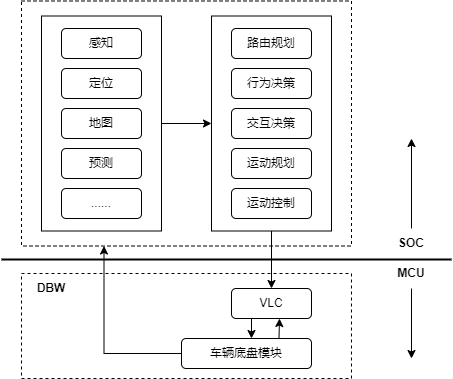 感知
定位
地图
预测
......
路由规划
行为决策
交互决策
运动规划
运动控制
SOC
MCU
DBW
VLC
车辆底盘模块